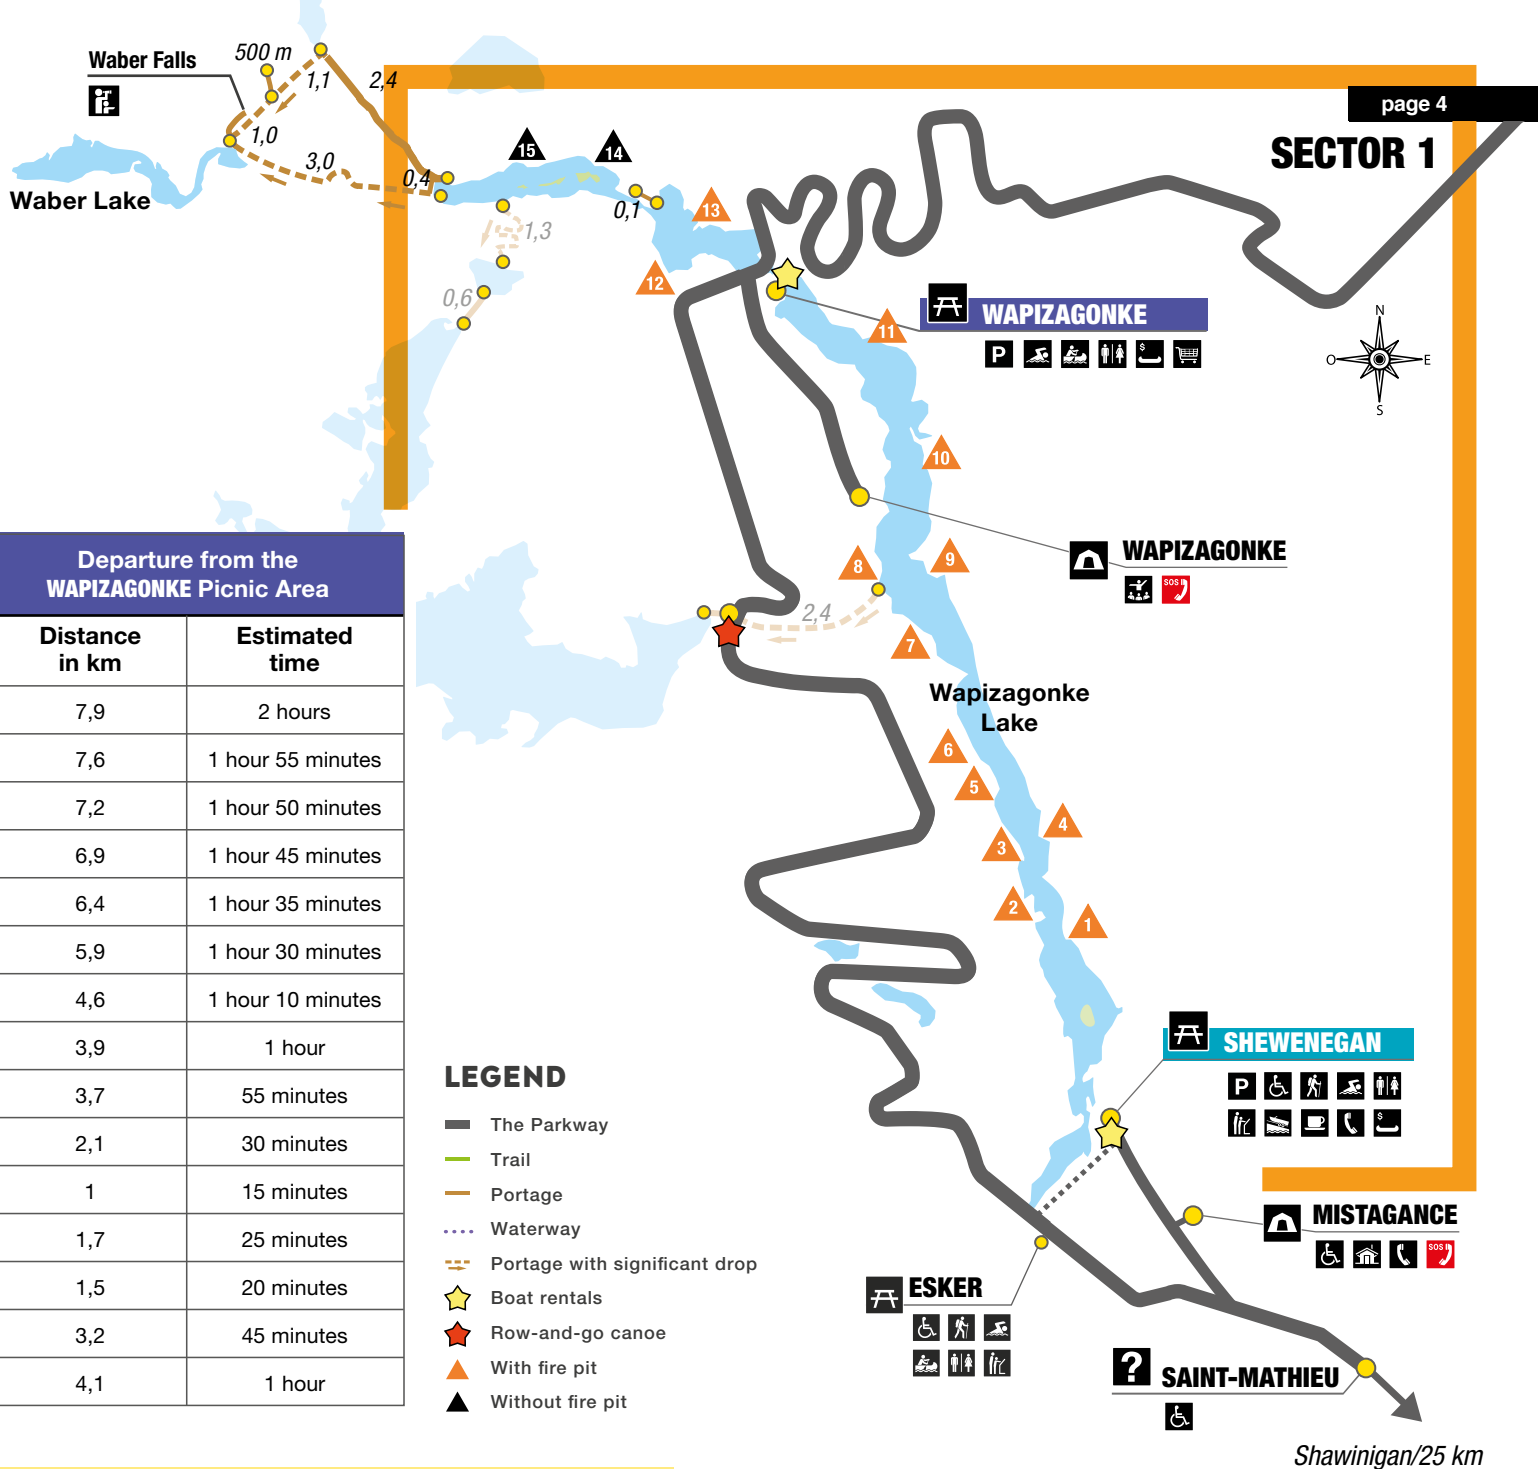 Waber Falls
500 m
1,1
2,4
1,0
3,0
0,4
Waber Lake
15
14
0,1
13
12
1,3
0,6
page 4
SECTOR 1
WAPIZAGONKE
P
$
11
N
O
E
S
10
WAPIZAGONKE
SOS
9
8
2,4
7
Wapizagonke
Lake
6
5
4
3
2
1
Departure from the
WAPIZAGONKE Picnic Area
Distance
in km
Estimated
time
7,9 2 hours
7,6 1 hour 55 minutes
7,2 1 hour 50 minutes
6,9 1 hour 45 minutes
6,4 1 hour 35 minutes
5,9 1 hour 30 minutes
4,6 1 hour 10 minutes
3,9 1 hour
3,7 55 minutes
2,1 30 minutes
1 15 minutes
1,7 25 minutes
1,5 20 minutes
3,2 45 minutes
4,1 1 hour
LEGEND
The Parkway
Trail
Portage
Waterway
Portage with significant drop
Boat rentals
Row-and-go canoe
With fire pit
Without fire pit
SHEWENEGAN
P
$
MISTAGANCE
SOS
ESKER
?
SAINT-MATHIEU
Shawinigan/25 km